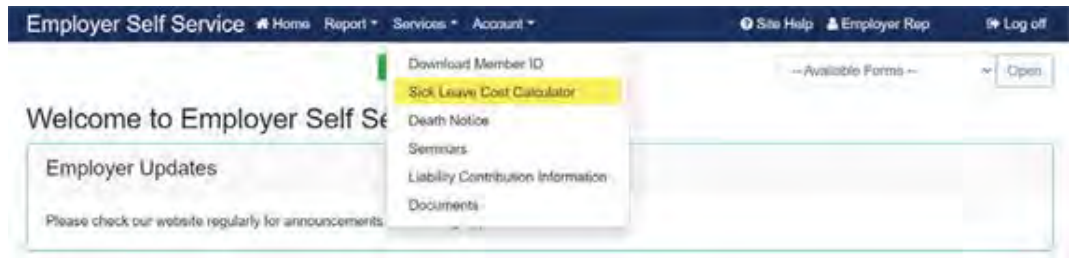 Employer Self Service Home Report Services Account Site Help Employer Rep Log off
Download Member ID
--Available Forms-- Open
Sick Leave Cost Calculator
Welcome to Employer Self Se
Death Notice
Seminars
Employer Updates
Liability Contribution Information
Documents
Please check our website regularly for announcements